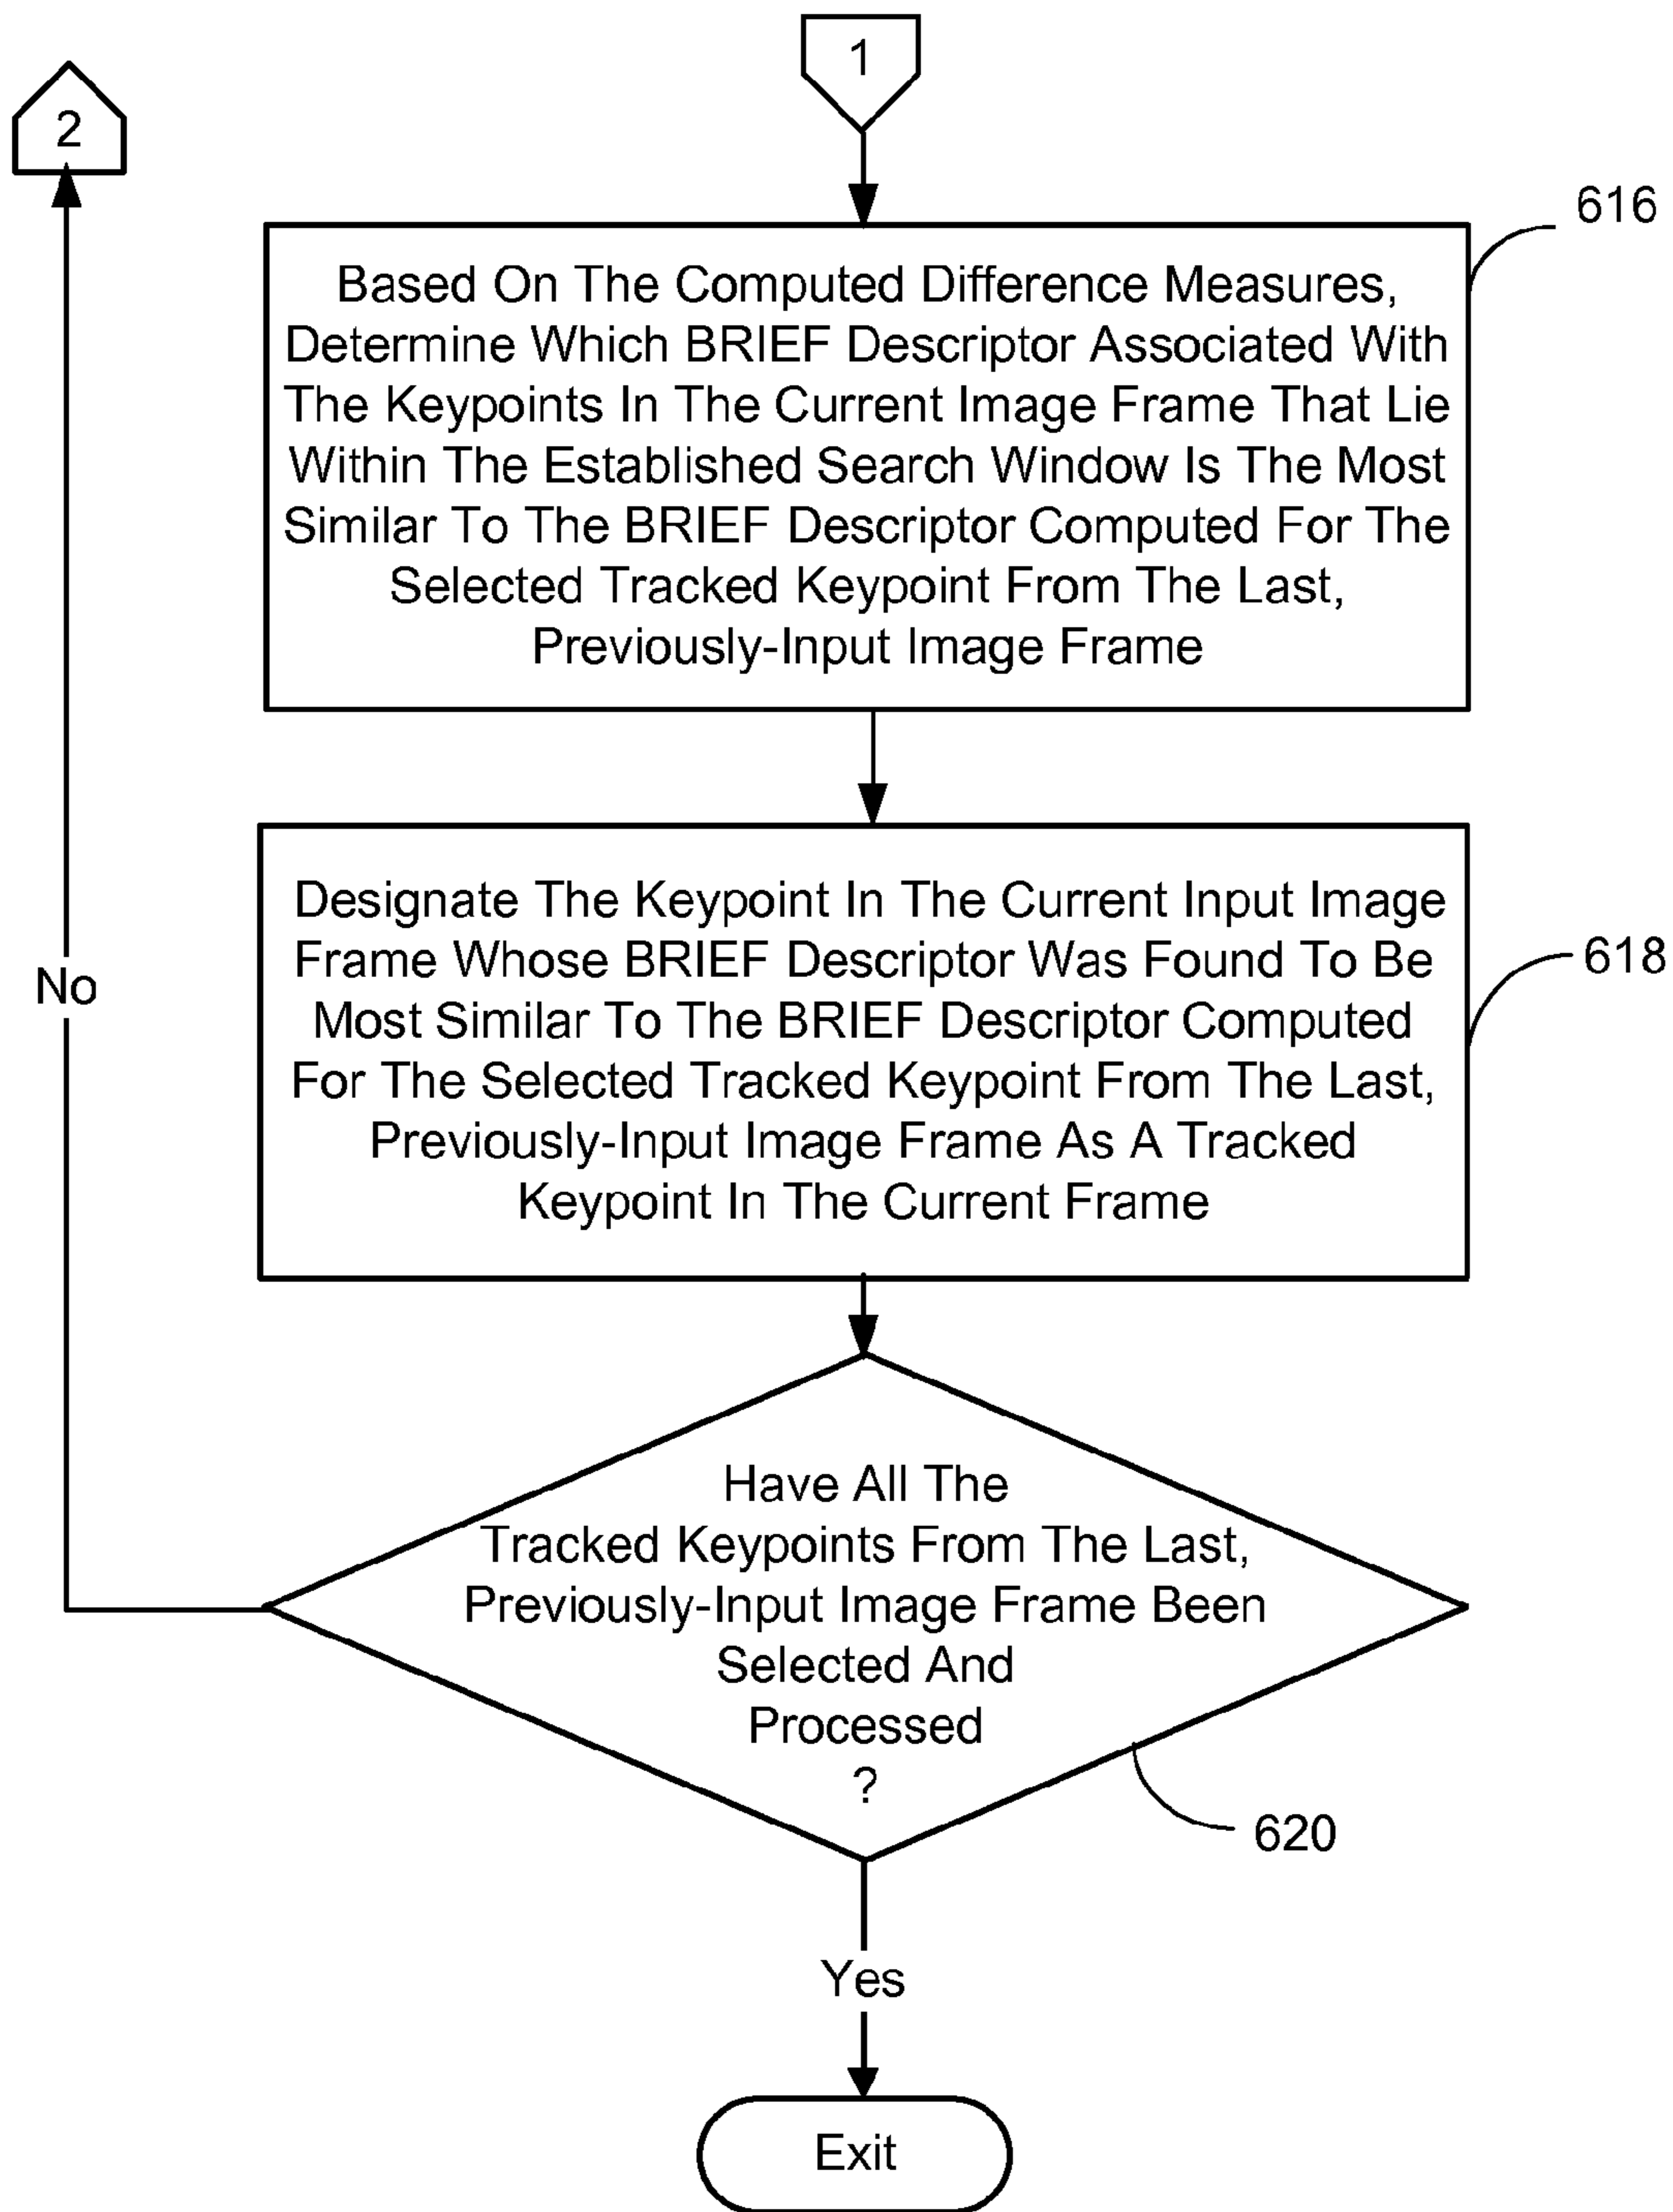 1
2
616
Based On The Computed Difference Measures,
Determine Which BRIEF Descriptor Associated With
The Keypoints In The Current Image Frame That Lie
Within The Established Search Window Is The Most
Similar To The BRIEF Descriptor Computed For The
Selected Tracked Keypoint From The Last,
Previously-Input Image Frame
Designate The Keypoint In The Current Input Image
Frame Whose BRIEF Descriptor Was Found To Be
Most Similar To The BRIEF Descriptor Computed
For The Selected Tracked Keypoint From The Last,
Previously-Input Image Frame As A Tracked
Keypoint In The Current Frame
618
No
Have All The
Tracked Keypoints From The Last,
Previously-Input Image Frame Been
Selected And
Processed
?
620
Yes
Exit